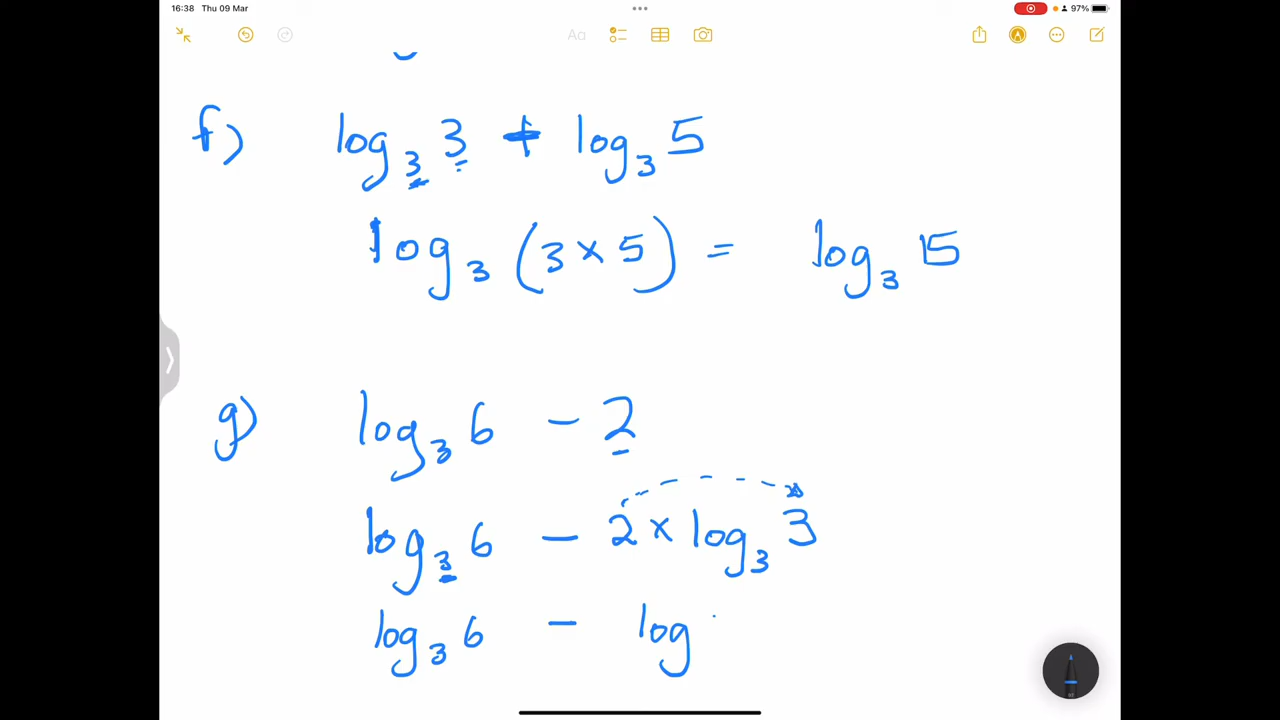 16:38 Thu 09 Mar
97%
Aa
f) log₃ 3 + log₃ 5
log₃ (3 × 5) = log₃ 15
g) log₃ 6 − 2
log₃ 6 − 2 × log₃ 3
log₃ 6 − log